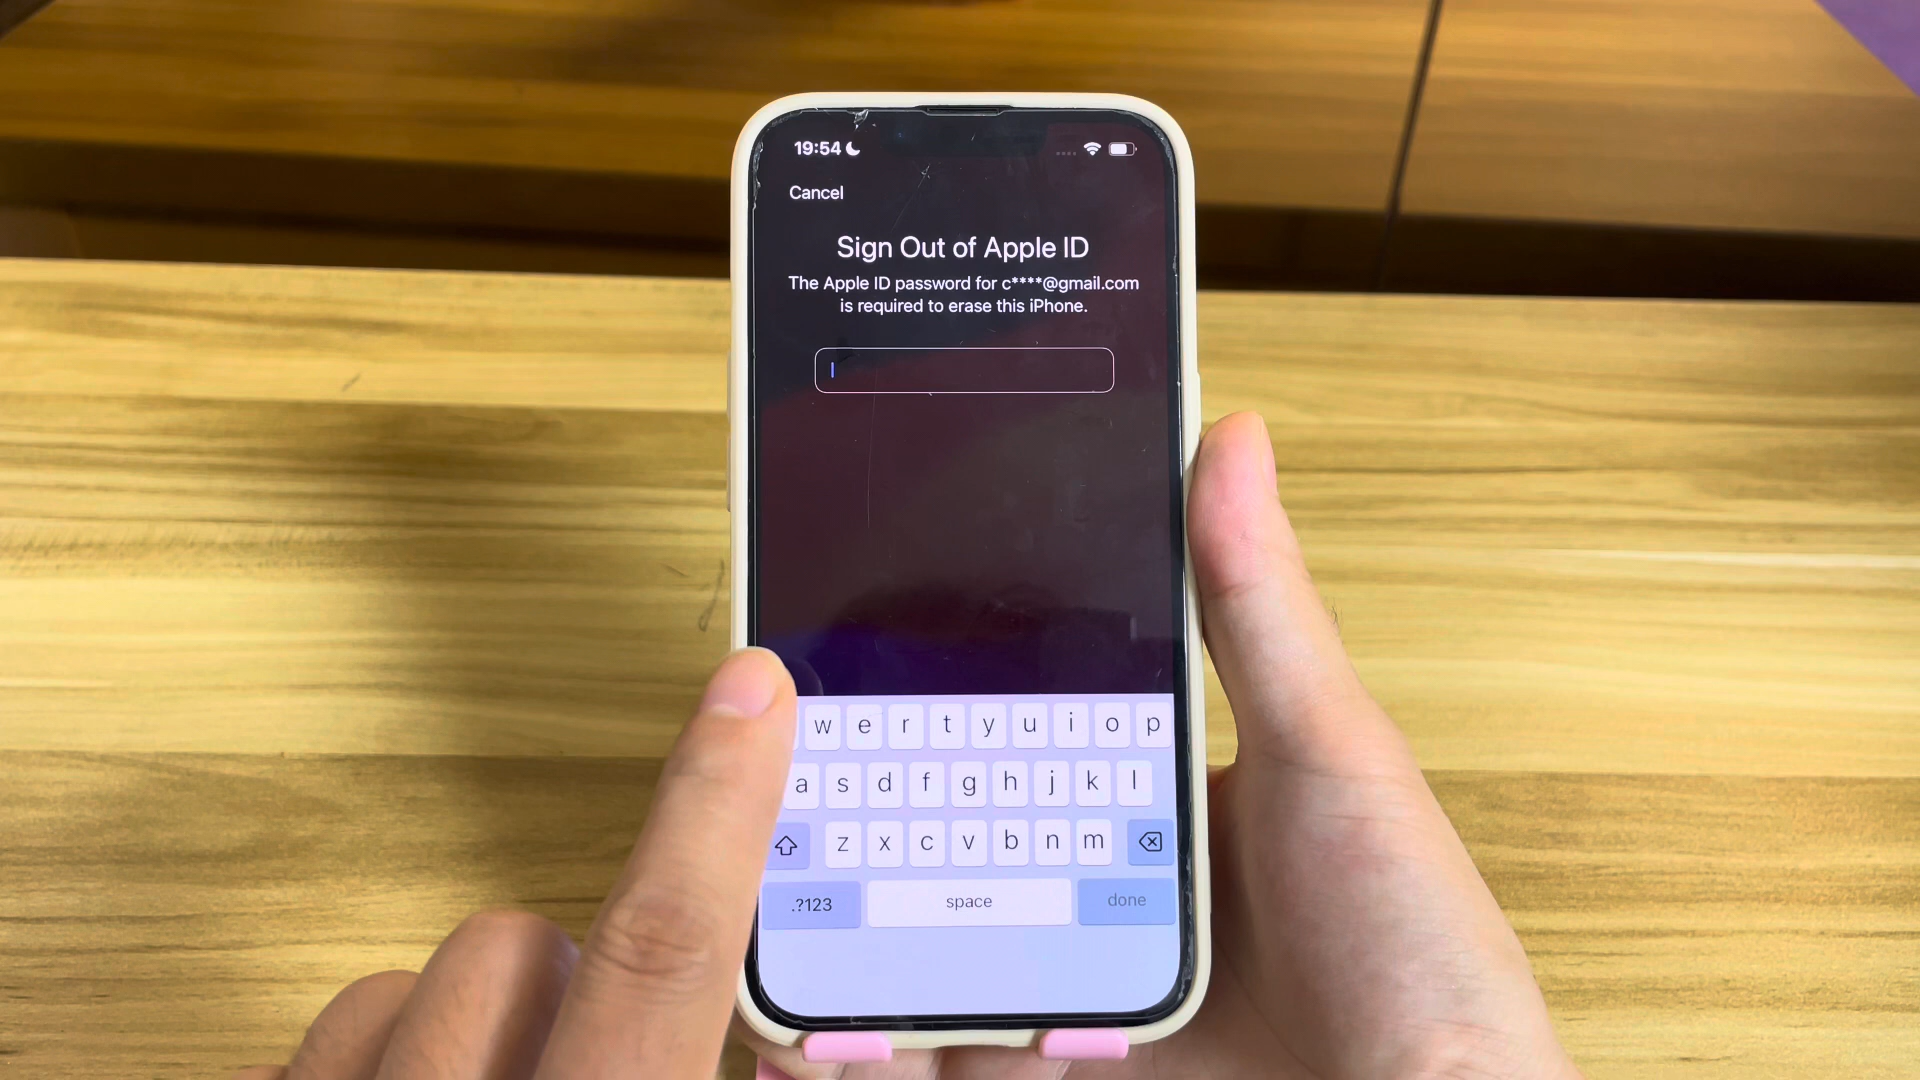 19:54
Cancel
Sign Out of Apple ID
The Apple ID password for c****@gmail.com
is required to erase this iPhone.
w e r t y u i o p
a s d f g h j k l
z x c v b n m
.?123 space done